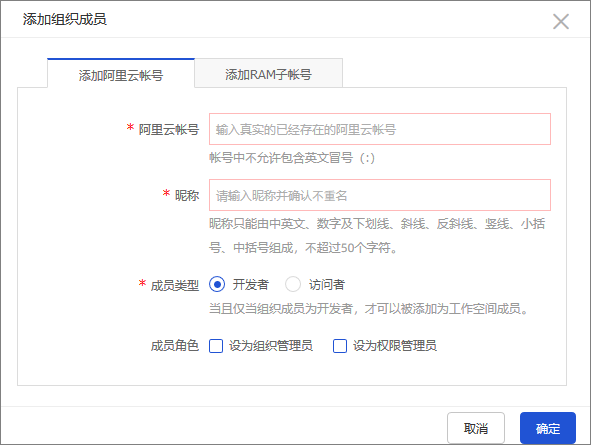 添加组织成员
添加阿里云帐号 添加RAM子帐号
* 阿里云帐号 输入真实的已经存在的阿里云帐号
帐号中不允许包含英文冒号（:）
* 昵称 请输入昵称并确认不重名
昵称只能由中英文、数字及下划线、斜线、反斜线、竖线、小括
号、中括号组成，不超过50个字符。
* 成员类型 开发者 访问者
当且仅当组织成员为开发者，才可以被添加为工作空间成员。
成员角色 设为组织管理员 设为权限管理员
取消 确定